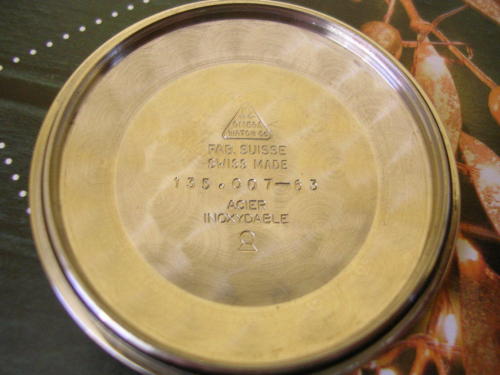 Ω
OMEGA
WATCH CO
FAB. SUISSE
SWISS MADE
135.007-63
ACIER
INOXYDABLE